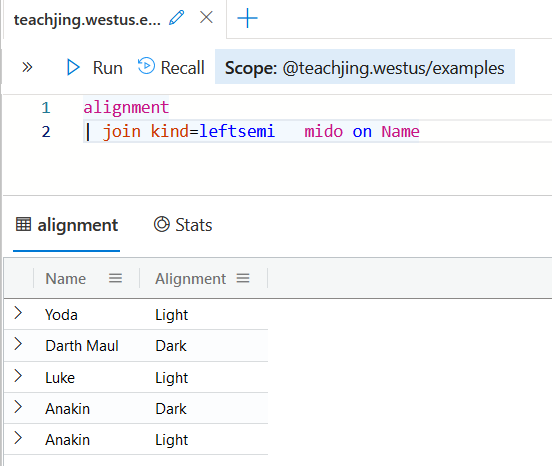 teachjing.westus.e...
Run Recall Scope: @teachjing.westus/examples
1 alignment
2 | join kind=leftsemi mido on Name
alignment Stats
Name Alignment
Yoda Light
Darth Maul Dark
Luke Light
Anakin Dark
Anakin Light